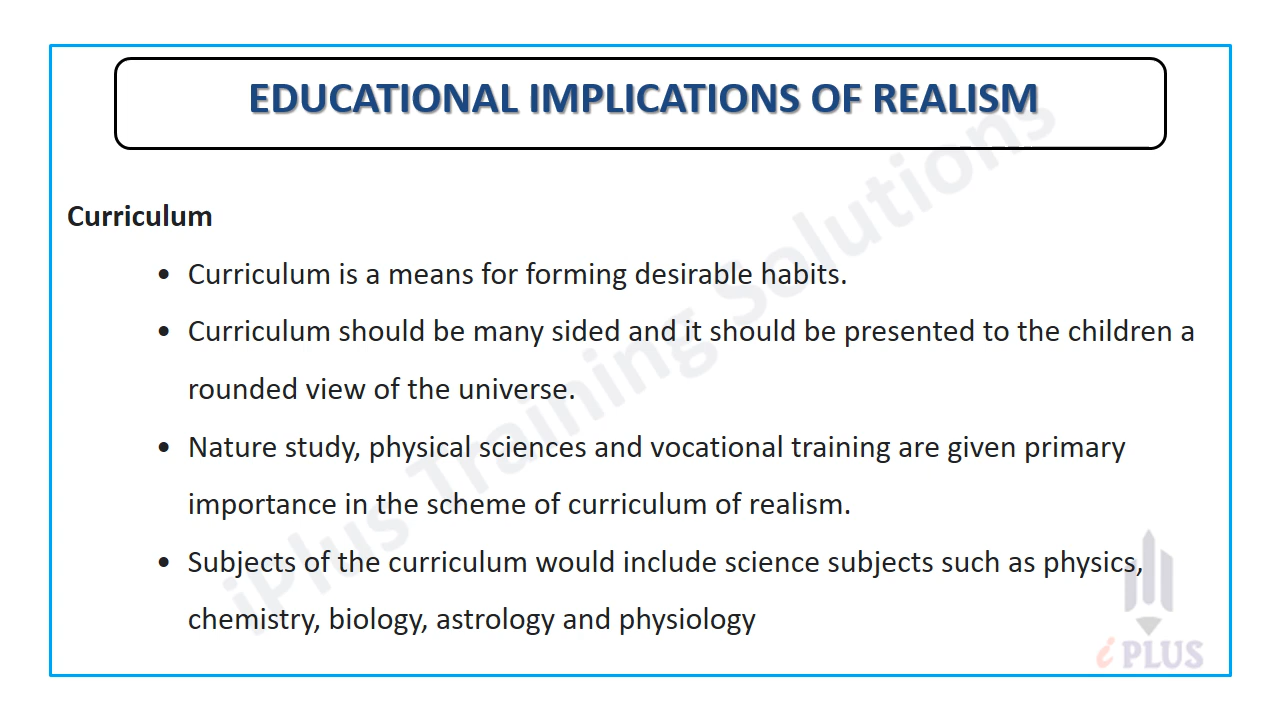 EDUCATIONAL IMPLICATIONS OF REALISM
Curriculum
• Curriculum is a means for forming desirable habits.
• Curriculum should be many sided and it should be presented to the children a
rounded view of the universe.
• Nature study, physical sciences and vocational training are given primary
importance in the scheme of curriculum of realism.
• Subjects of the curriculum would include science subjects such as physics,
chemistry, biology, astrology and physiology
iPlus Training Solutions
i PLUS